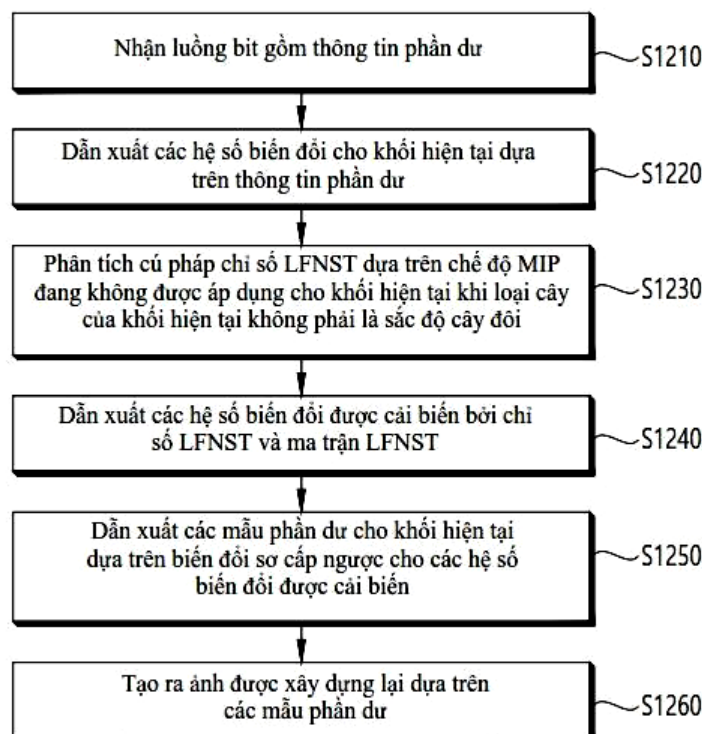 Nhận luồng bit gồm thông tin phần dư
S1210
Dẫn xuất các hệ số biến đổi cho khối hiện tại dựa
trên thông tin phần dư
S1220
Phân tích cú pháp chỉ số LFNST dựa trên chế độ MIP
đang không được áp dụng cho khối hiện tại khi loại cây
của khối hiện tại không phải là sắc độ cây đôi
S1230
Dẫn xuất các hệ số biến đổi được cải biến bởi chỉ
số LFNST và ma trận LFNST
S1240
Dẫn xuất các mẫu phần dư cho khối hiện tại
dựa trên biến đổi sơ cấp ngược cho các hệ số
biến đổi được cải biến
S1250
Tạo ra ảnh được xây dựng lại dựa trên
các mẫu phần dư
S1260